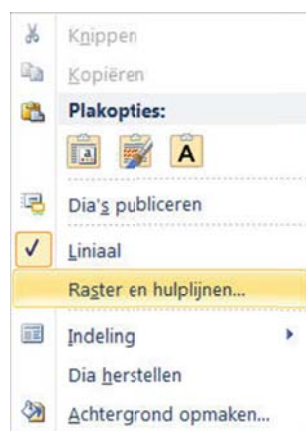 Knippen
Kopiëren
Plakopties:
A
Dia's publiceren
Liniaal
Raster en hulplijnen...
Indeling
Dia herstellen
Achtergrond opmaken...